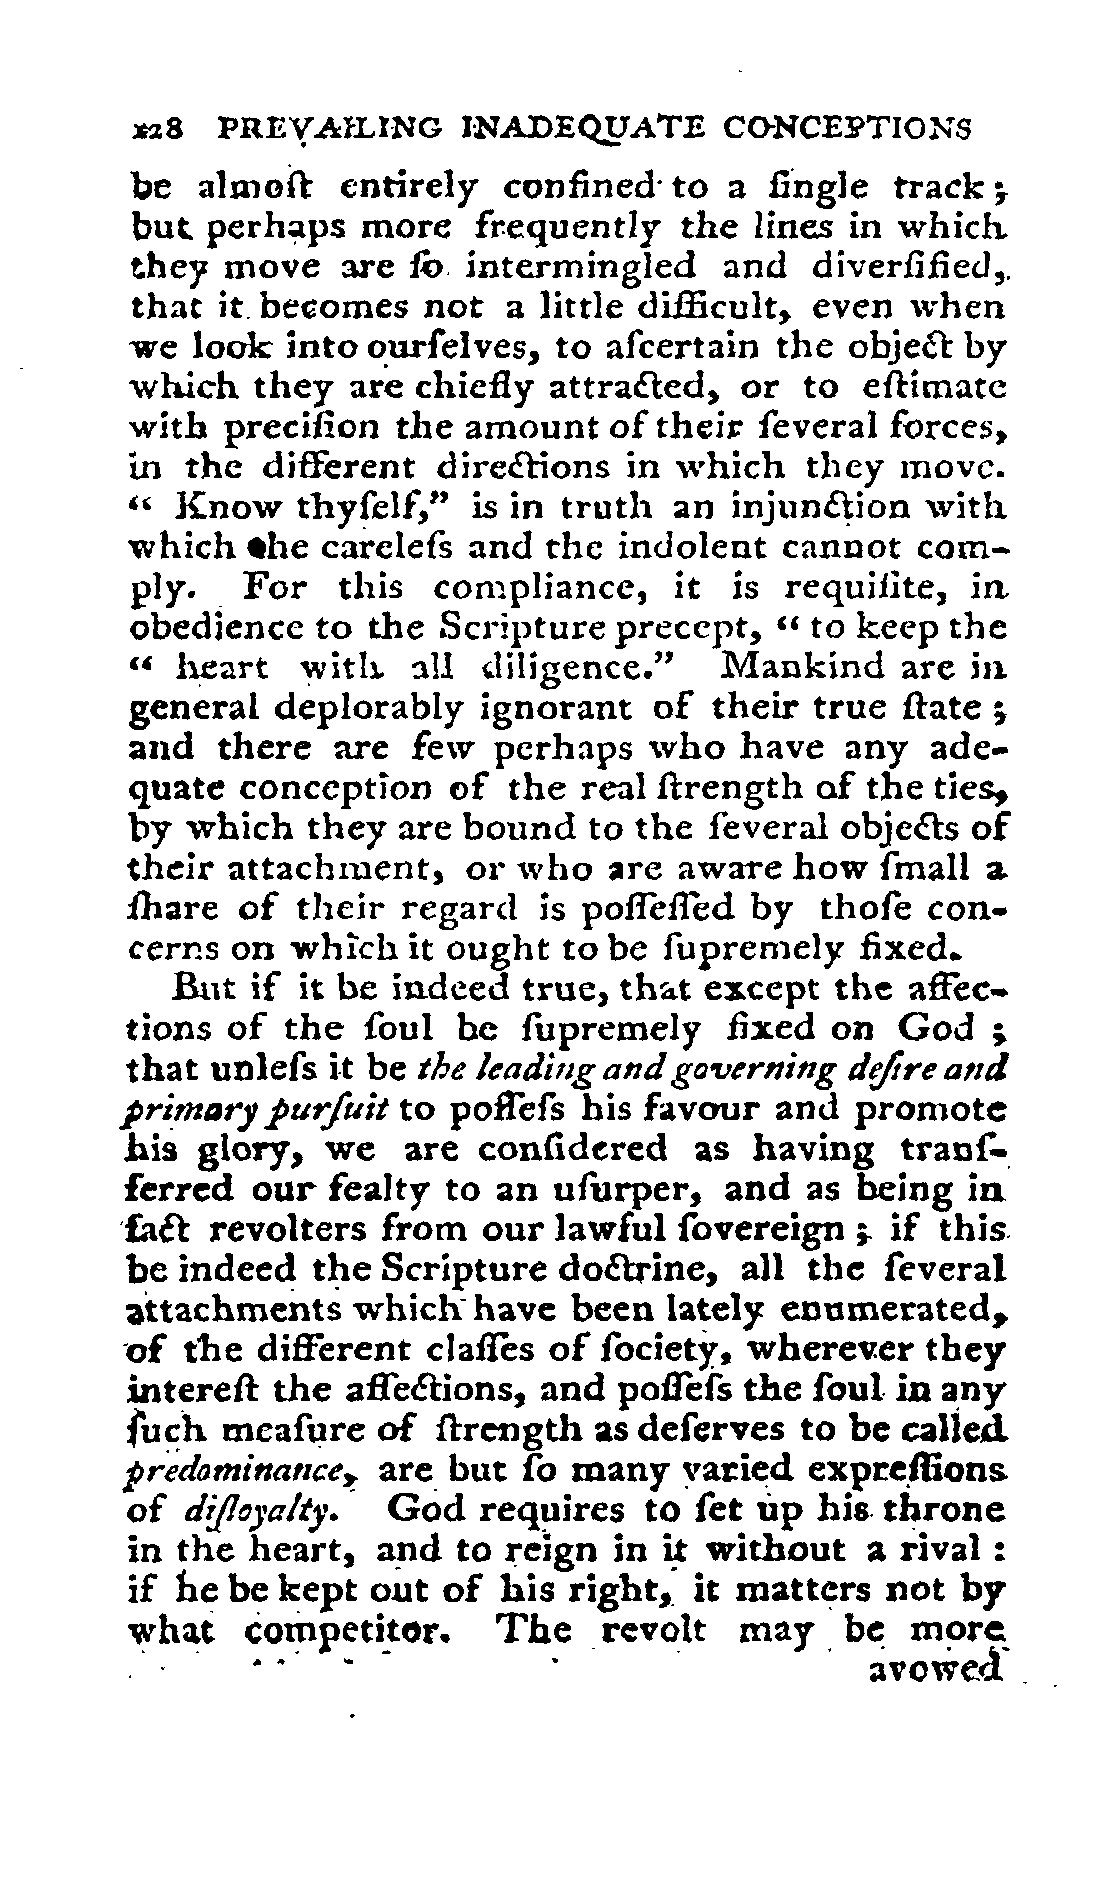 128 PREVAILING INADEQUATE CONCEPTIONS
be almoſt entirely confined to a ſingle track;
but perhaps more frequently the lines in which
they move are ſo intermingled and diverſified,
that it becomes not a little difficult, even when
we look into ourſelves, to aſcertain the object by
which they are chiefly attracted, or to eſtimate
with preciſion the amount of their ſeveral forces,
in the different directions in which they move.
“ Know thyſelf,” is in truth an injunction with
which the careleſs and the indolent cannot com-
ply. For this compliance, it is requiſite, in
obedience to the Scripture precept, “ to keep the
“ heart with all diligence.” Mankind are in
general deplorably ignorant of their true ſtate ;
and there are few perhaps who have any ade-
quate conception of the real ſtrength of the ties,
by which they are bound to the ſeveral objects of
their attachment, or who are aware how ſmall a
ſhare of their regard is poſſeſſed by thoſe con-
cerns on which it ought to be ſupremely fixed.
But if it be indeed true, that except the affec-
tions of the ſoul be ſupremely fixed on God ;
that unleſs it be the leading and governing deſire and
primary purſuit to poſſeſs his favour and promote
his glory, we are conſidered as having tranſ-
ferred our fealty to an uſurper, and as being in
fact revolters from our lawful ſovereign ; if this
be indeed the Scripture doctrine, all the ſeveral
attachments which have been lately enumerated,
of the different claſſes of ſociety, wherever they
intereſt the affections, and poſſeſs the ſoul in any
ſuch meaſure of ſtrength as deſerves to be called
predominance, are but ſo many varied expreſſions
of diſloyalty. God requires to ſet up his throne
in the heart, and to reign in it without a rival :
if he be kept out of his right, it matters not by
what competitor. The revolt may be more
avowed